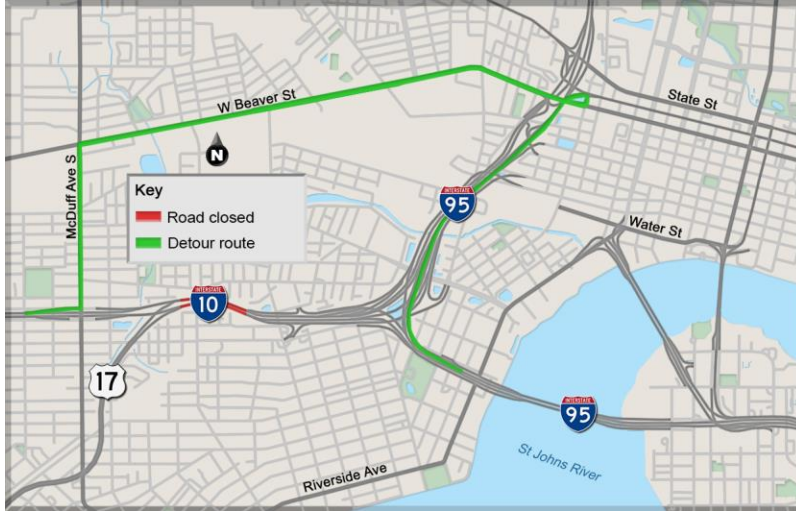 W Beaver St
State St
McDuff Ave S
N
Key
Road closed
Detour route
INTERSTATE
95
Water St
INTERSTATE
10
17
INTERSTATE
95
St Johns River
Riverside Ave